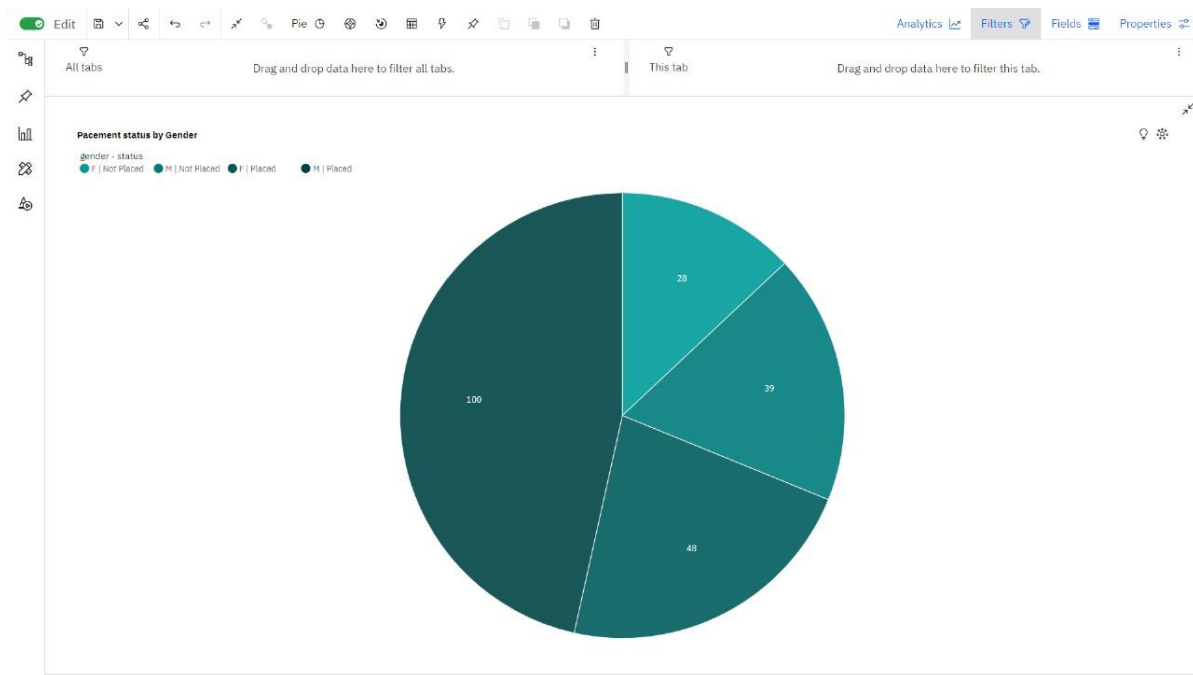 Edit Pie Analytics Filters Fields Properties
All tabs Drag and drop data here to filter all tabs. This tab Drag and drop data here to filter this tab.
Pacement status by Gender
gender - status
F | Not Placed M | Not Placed F | Placed M | Placed
28
39
100
48